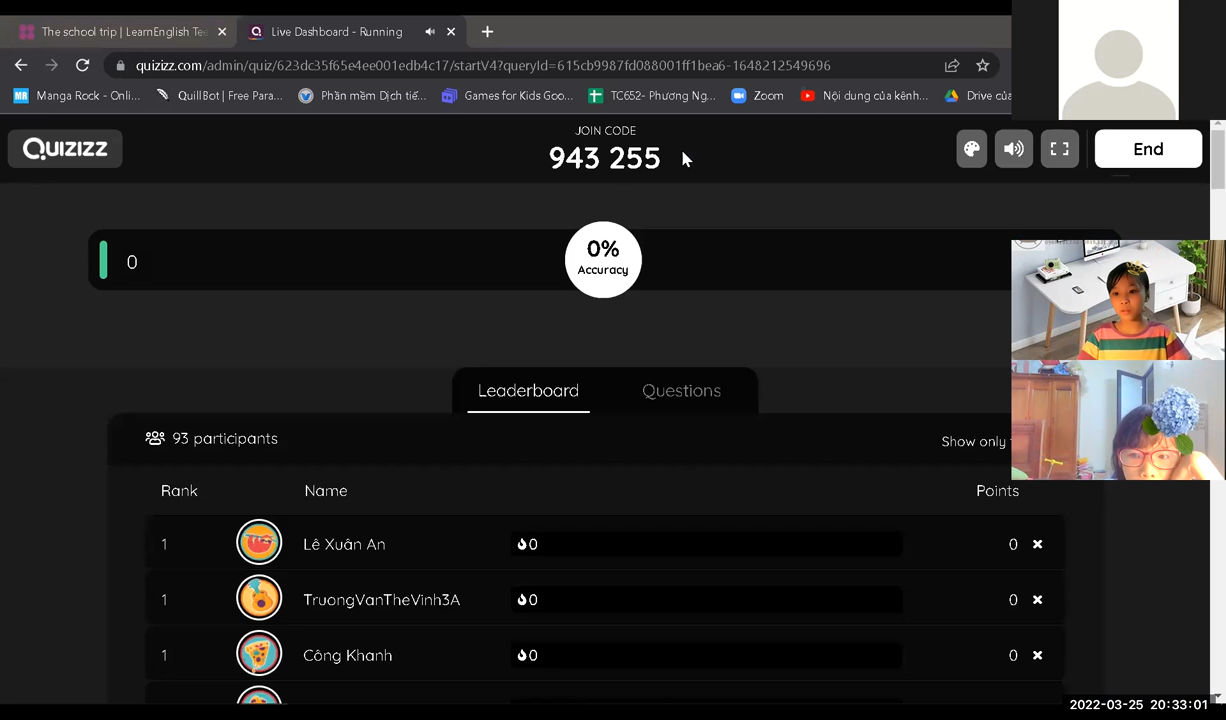 The school trip | LearnEnglish Tee
Live Dashboard - Running
quizizz.com/admin/quiz/623dc35f65e4ee001edb4c17/startV4?queryId=615cb9987fd088001ff1bea6-1648212549696
MR Manga Rock - Onli...
QuillBot | Free Para...
Phần mềm Dịch tiế...
Games for Kids Goo...
TC652- Phương Ng...
Zoom
Nội dung của kênh...
Drive của
Quizizz
JOIN CODE
943 255
End
0
0%
Accuracy
Leaderboard
Questions
93 participants
Show only
Rank Name Points
1 Lê Xuân An 0 0
1 TruongVanTheVinh3A 0 0
1 Công Khanh 0 0
2022-03-25 20:33:01